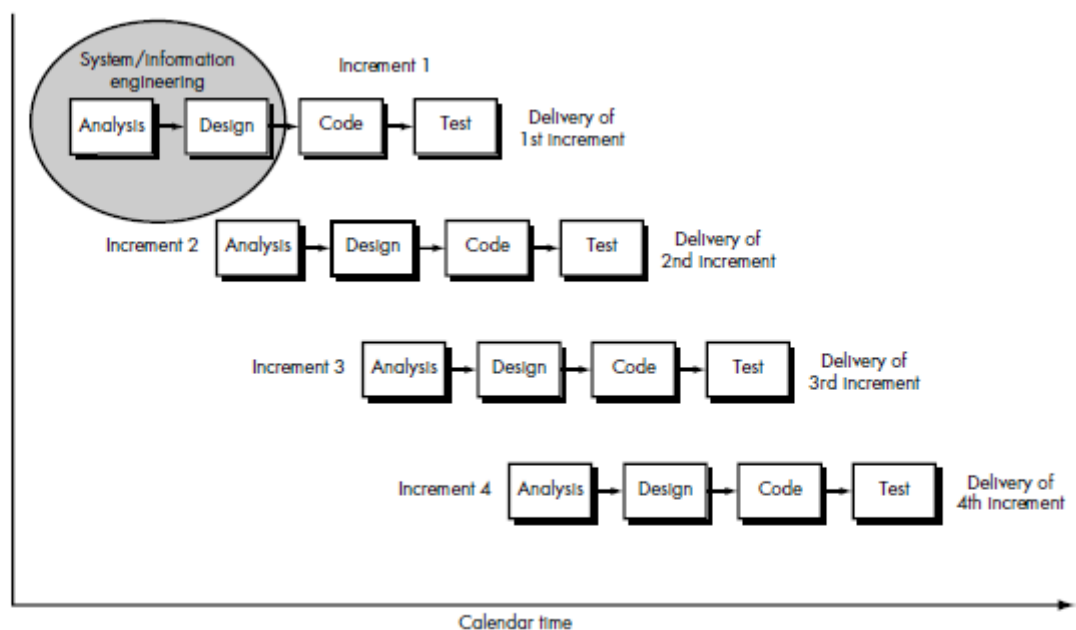 System/information
engineering
Increment 1
Analysis
Design
Code
Test
Delivery of
1st increment
Increment 2
Analysis
Design
Code
Test
Delivery of
2nd increment
Increment 3
Analysis
Design
Code
Test
Delivery of
3rd increment
Increment 4
Analysis
Design
Code
Test
Delivery of
4th increment
Calendar time